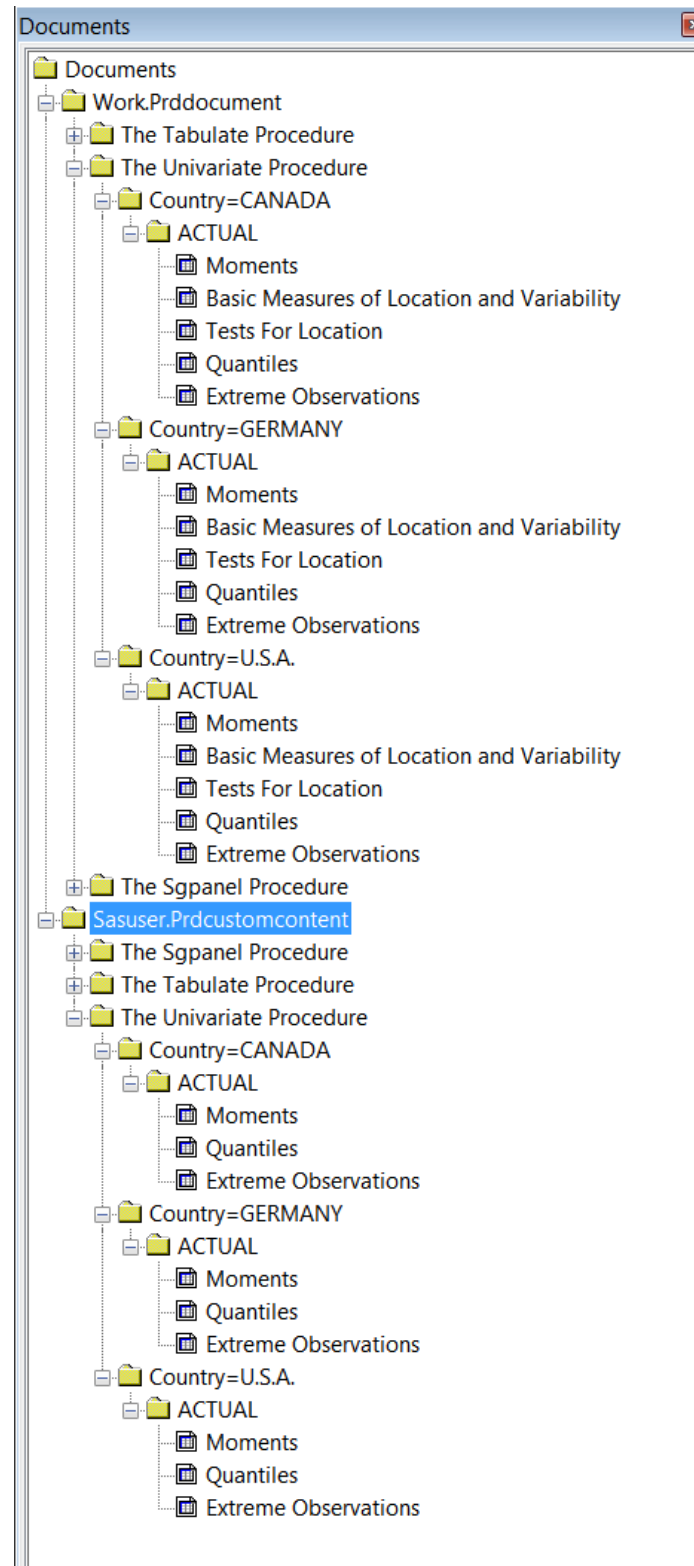 Documents
Documents
Work.Prddocument
The Tabulate Procedure
The Univariate Procedure
Country=CANADA
ACTUAL
Moments
Basic Measures of Location and Variability
Tests For Location
Quantiles
Extreme Observations
Country=GERMANY
ACTUAL
Moments
Basic Measures of Location and Variability
Tests For Location
Quantiles
Extreme Observations
Country=U.S.A.
ACTUAL
Moments
Basic Measures of Location and Variability
Tests For Location
Quantiles
Extreme Observations
The Sgpanel Procedure
Sasuser.Prdcustomcontent
The Sgpanel Procedure
The Tabulate Procedure
The Univariate Procedure
Country=CANADA
ACTUAL
Moments
Quantiles
Extreme Observations
Country=GERMANY
ACTUAL
Moments
Quantiles
Extreme Observations
Country=U.S.A.
ACTUAL
Moments
Quantiles
Extreme Observations